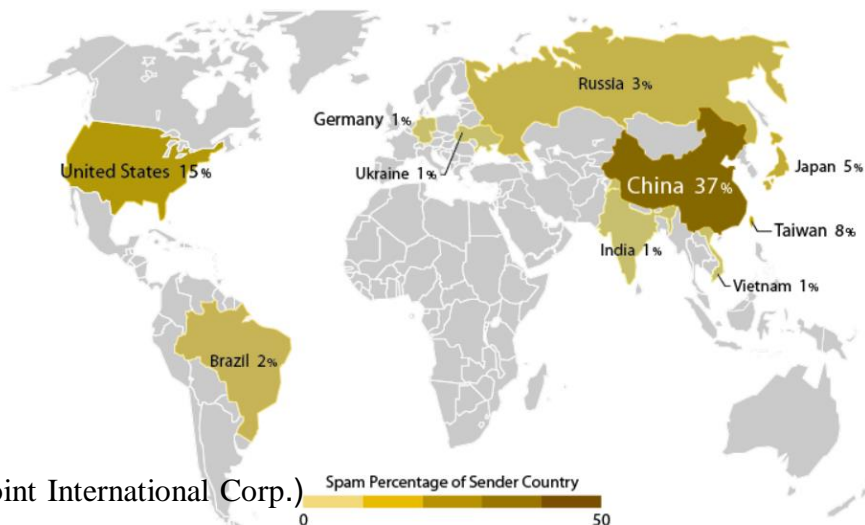 Russia 3%
Germany 1%
United States 15%
Ukraine 1%
Japan 5%
China 37%
Taiwan 8%
India 1%
Vietnam 1%
Brazil 2%
International Corp.)
Spam Percentage of Sender Country
0 50